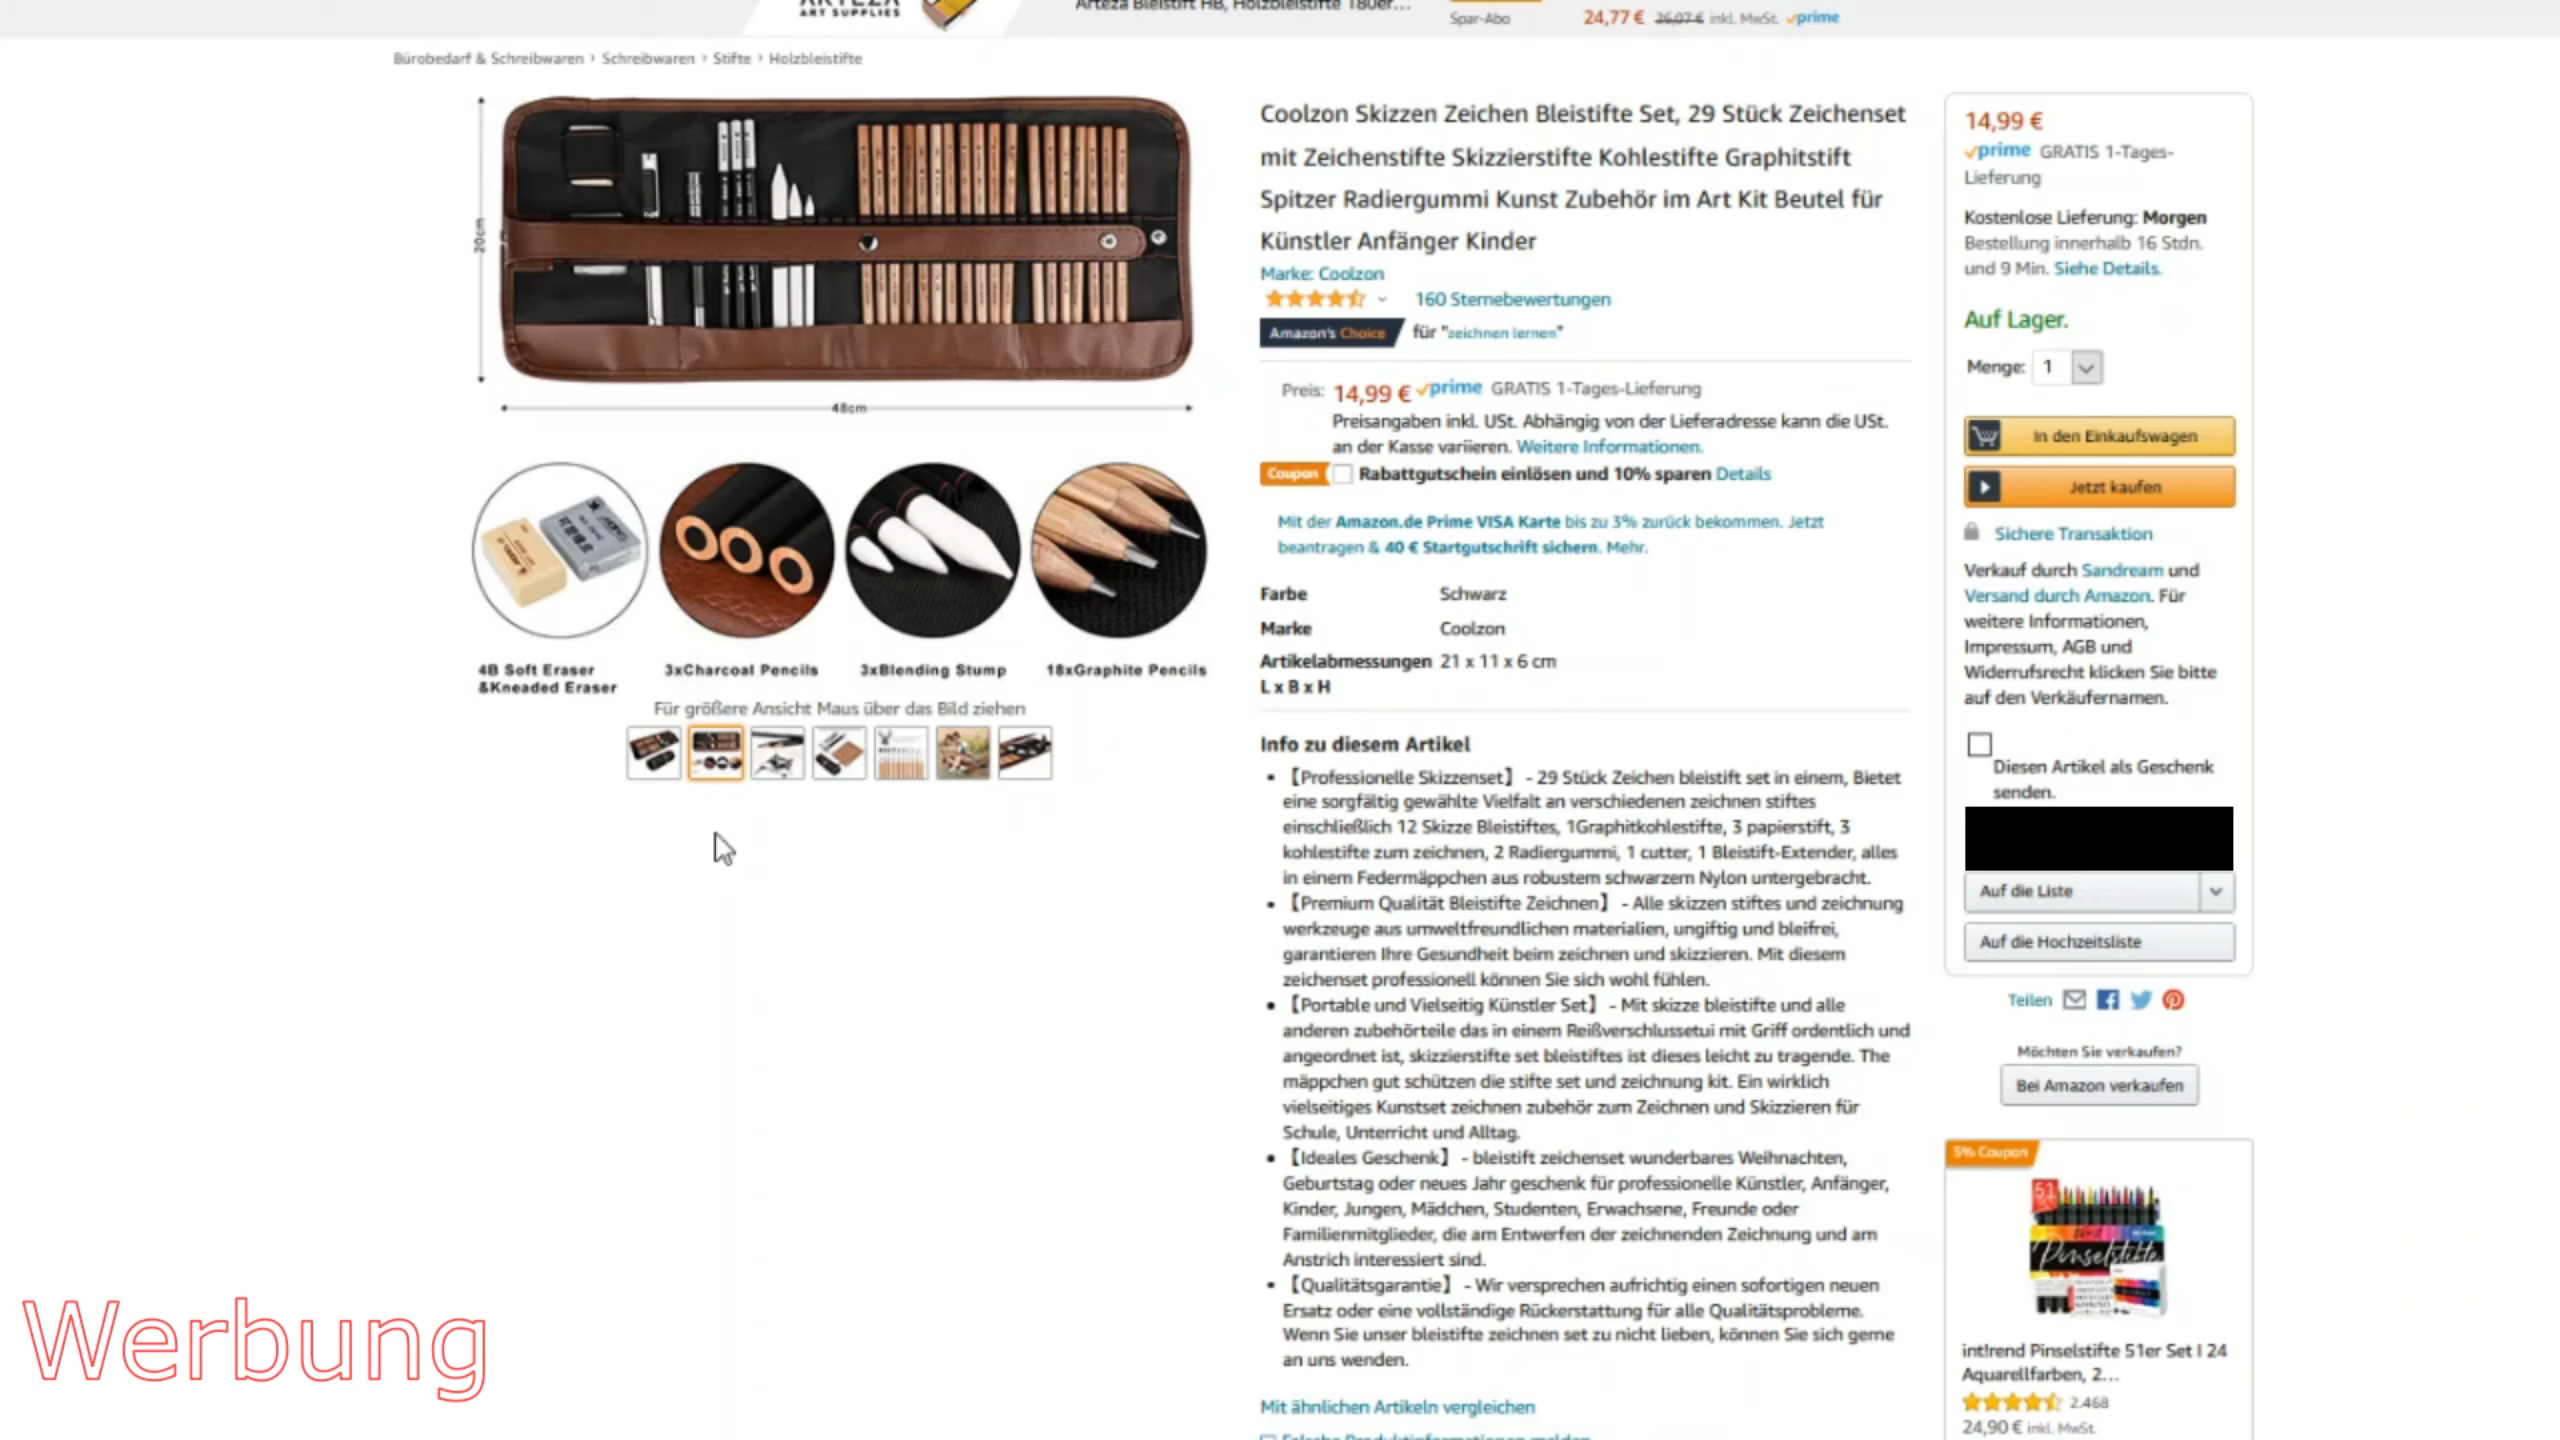 ART SUPPLIES
Arteza Bleistift HB, Holzbleistifte 180er...
Spar-Abo
24,77 € 26,07 € inkl. MwSt. prime
Bürobedarf & Schreibwaren › Schreibwaren › Stifte › Holzbleistifte
20cm
48cm
4B Soft Eraser
&Kneaded Eraser
3xCharcoal Pencils
3xBlending Stump
18xGraphite Pencils
Für größere Ansicht Maus über das Bild ziehen
Coolzon Skizzen Zeichen Bleistifte Set, 29 Stück Zeichenset
mit Zeichenstifte Skizzierstifte Kohlestifte Graphitstift
Spitzer Radiergummi Kunst Zubehör im Art Kit Beutel für
Künstler Anfänger Kinder
Marke: Coolzon
160 Sternebewertungen
Amazon's Choice für "zeichnen lernen"
Preis: 14,99 € prime GRATIS 1-Tages-Lieferung
Preisangaben inkl. USt. Abhängig von der Lieferadresse kann die USt.
an der Kasse variieren. Weitere Informationen.
Coupon Rabattgutschein einlösen und 10% sparen Details
Mit der Amazon.de Prime VISA Karte bis zu 3% zurück bekommen. Jetzt
beantragen & 40 € Startgutschrift sichern. Mehr.
Farbe Schwarz
Marke Coolzon
Artikelabmessungen 21 x 11 x 6 cm
L x B x H
Info zu diesem Artikel
• 【Professionelle Skizzenset】 - 29 Stück Zeichen bleistift set in einem, Bietet
eine sorgfältig gewählte Vielfalt an verschiedenen zeichnen stiftes
einschließlich 12 Skizze Bleistiftes, 1Graphitkohlestifte, 3 papierstift, 3
kohlestifte zum zeichnen, 2 Radiergummi, 1 cutter, 1 Bleistift-Extender, alles
in einem Federmäppchen aus robustem schwarzem Nylon untergebracht.
• 【Premium Qualität Bleistifte Zeichnen】 - Alle skizzen stiftes und zeichnung
werkzeuge aus umweltfreundlichen materialien, ungiftig und bleifrei,
garantieren Ihre Gesundheit beim zeichnen und skizzieren. Mit diesem
zeichenset professionell können Sie sich wohl fühlen.
• 【Portable und Vielseitig Künstler Set】 - Mit skizze bleistifte und alle
anderen zubehörteile das in einem Reißverschlussetui mit Griff ordentlich und
angeordnet ist, skizzierstifte set bleistiftes ist dieses leicht zu tragende. The
mäppchen gut schützen die stifte set und zeichnung kit. Ein wirklich
vielseitiges Kunstset zeichnen zubehör zum Zeichnen und Skizzieren für
Schule, Unterricht und Alltag.
• 【Ideales Geschenk】 - bleistift zeichenset wunderbares Weihnachten,
Geburtstag oder neues Jahr geschenk für professionelle Künstler, Anfänger,
Kinder, Jungen, Mädchen, Studenten, Erwachsene, Freunde oder
Familienmitglieder, die am Entwerfen der zeichnenden Zeichnung und am
Anstrich interessiert sind.
• 【Qualitätsgarantie】 - Wir versprechen aufrichtig einen sofortigen neuen
Ersatz oder eine vollständige Rückerstattung für alle Qualitätsprobleme.
Wenn Sie unser bleistifte zeichnen set zu nicht lieben, können Sie sich gerne
an uns wenden.
Mit ähnlichen Artikeln vergleichen
Falsche Produktinformationen melden
14,99 €
prime GRATIS 1-Tages-
Lieferung
Kostenlose Lieferung: Morgen
Bestellung innerhalb 16 Stdn.
und 9 Min. Siehe Details.
Auf Lager.
Menge: 1
In den Einkaufswagen
Jetzt kaufen
Sichere Transaktion
Verkauf durch Sandream und
Versand durch Amazon. Für
weitere Informationen,
Impressum, AGB und
Widerrufsrecht klicken Sie bitte
auf den Verkäufernamen.
Diesen Artikel als Geschenk
senden.
Auf die Liste
Auf die Hochzeitsliste
Teilen
Möchten Sie verkaufen?
Bei Amazon verkaufen
5% Coupon
51
Pinselstifte
int!rend Pinselstifte 51er Set I 24
Aquarellfarben, 2...
2.468
24,90 € inkl. MwSt.
Werbung